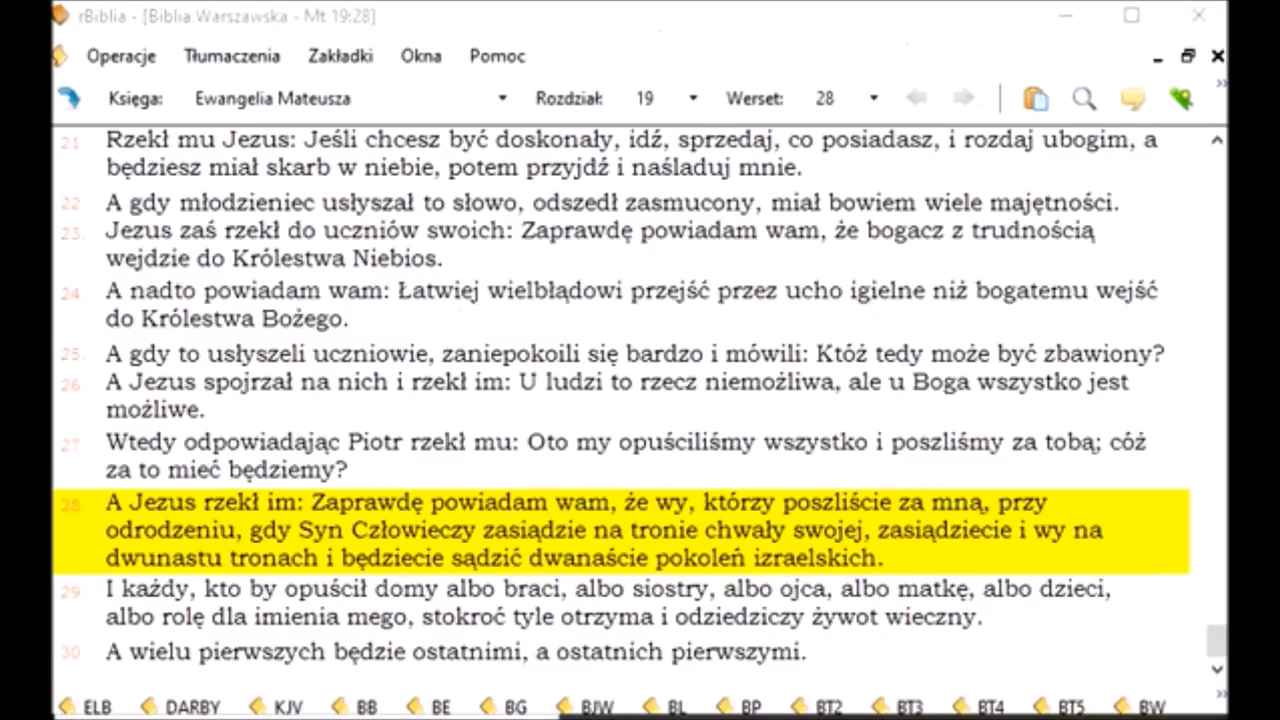 rBiblia - [Biblia Warszawska - Mt 19:28]
Operacje Tłumaczenia Zakładki Okna Pomoc
Księga: Ewangelia Mateusza Rozdział: 19 Werset: 28
21. Rzekł mu Jezus: Jeśli chcesz być doskonały, idź, sprzedaj, co posiadasz, i rozdaj ubogim, a
będziesz miał skarb w niebie, potem przyjdź i naśladuj mnie.
22. A gdy młodzieniec usłyszał to słowo, odszedł zasmucony, miał bowiem wiele majętności.
23. Jezus zaś rzekł do uczniów swoich: Zaprawdę powiadam wam, że bogacz z trudnością
wejdzie do Królestwa Niebios.
24. A nadto powiadam wam: Łatwiej wielbłądowi przejść przez ucho igielne niż bogatemu wejść
do Królestwa Bożego.
25. A gdy to usłyszeli uczniowie, zaniepokoili się bardzo i mówili: Któż tedy może być zbawiony?
26. A Jezus spojrzał na nich i rzekł im: U ludzi to rzecz niemożliwa, ale u Boga wszystko jest
możliwe.
27. Wtedy odpowiadając Piotr rzekł mu: Oto my opuściliśmy wszystko i poszliśmy za tobą; cóż
za to mieć będziemy?
28. A Jezus rzekł im: Zaprawdę powiadam wam, że wy, którzy poszliście za mną, przy
odrodzeniu, gdy Syn Człowieczy zasiądzie na tronie chwały swojej, zasiądziecie i wy na
dwunastu tronach i będziecie sądzić dwanaście pokoleń izraelskich.
29. I każdy, kto by opuścił domy albo braci, albo siostry, albo ojca, albo matkę, albo dzieci,
albo rolę dla imienia mego, stokroć tyle otrzyma i odziedziczy żywot wieczny.
30. A wielu pierwszych będzie ostatnimi, a ostatnich pierwszymi.
ELB DARBY KJV BB BE BG BJW BL BP BT2 BT3 BT4 BT5 BW